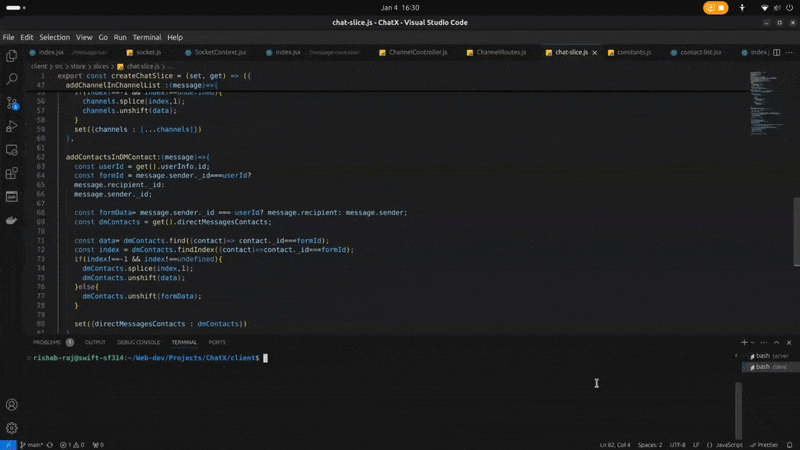 Jan 4 16:30
chat-slice.js - ChatX - Visual Studio Code
File Edit Selection View Go Run Terminal Help
index.jsx socket.js SocketContext.jsx index.jsx ChannelController.js ChannelRoutes.js chat-slice.js constants.js contact-list.jsx index.j
client > src > store > slices > chat-slice.js > ...
1 export const createChatSlice = (set, get) => ({
47 addChannelInChannelList :(message)=>{
55 if(index!==-1 && index!==undefined){
56 channels.splice(index,1);
57 channels.unshift(data);
58 }
59 set({channels : [...channels]})
60 },
62 addContactsInDMContact:(message)=>{
63 const userId = get().userInfo.id;
64 const formId = message.sender._id===userId?
65 message.recipient._id:
66 message.sender._id;
68 const formData= message.sender._id === userId? message.recipient: message.sender;
69 const dmContacts = get().directMessagesContacts;
71 const data= dmContacts.find((contact)=> contact._id===formId);
72 const index = dmContacts.findIndex((contact)=>contact._id===formId);
73 if(index!==-1 && index!==undefined){
74 dmContacts.splice(index,1);
75 dmContacts.unshift(data);
76 }else{
77 dmContacts.unshift(formData);
78 }
80 set({directMessagesContacts : dmContacts})
81 }
PROBLEMS 1 OUTPUT DEBUG CONSOLE TERMINAL PORTS
rishab-raj@swift-sf314:~/Web-dev/Projects/ChatX/client$
bash server
bash client
main* 1 0 0 Ln 82, Col 4 Spaces: 2 UTF-8 LF {} JavaScript Prettier